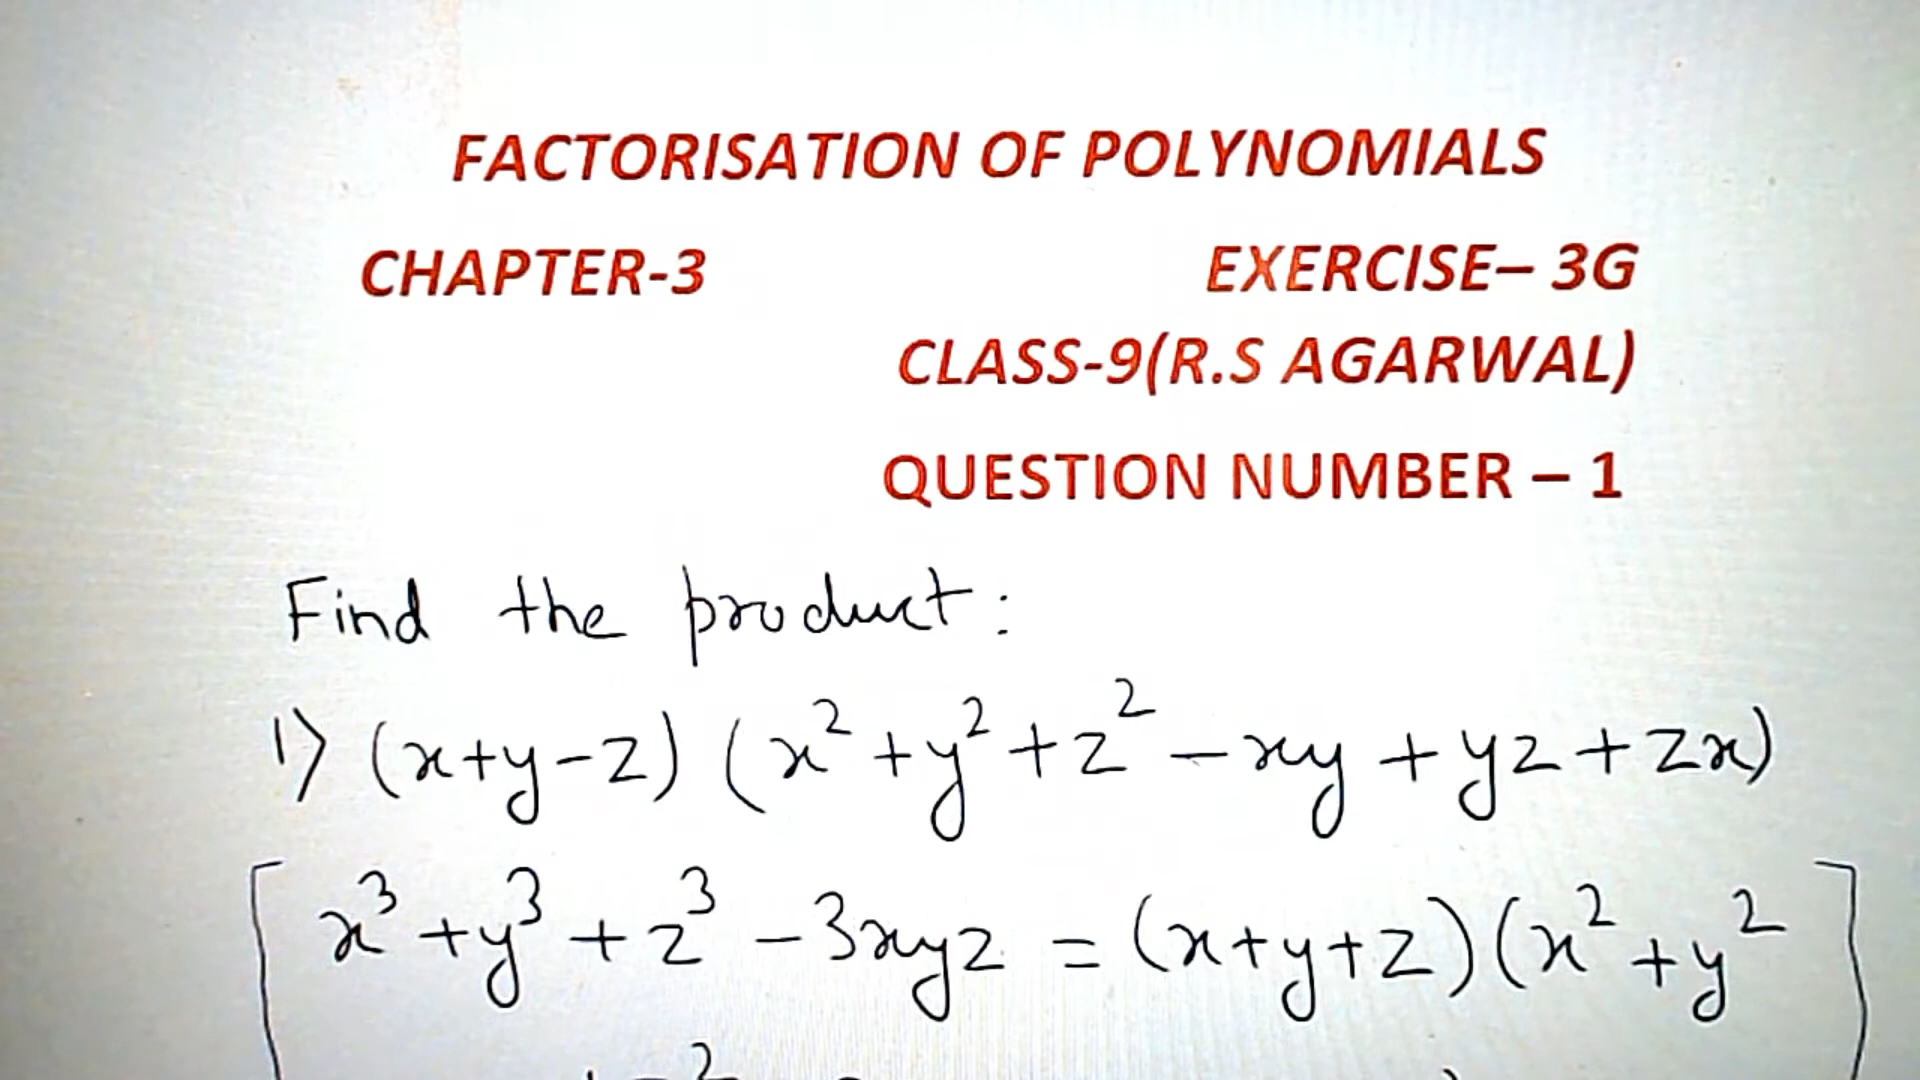 FACTORISATION OF POLYNOMIALS
CHAPTER-3 EXERCISE– 3G
CLASS-9(R.S AGARWAL)
QUESTION NUMBER – 1
Find the product:
1) (x+y-z) (x² + y² + z² - xy + yz + zx)
[ x³ + y³ + z³ - 3xyz = (x+y+z)(x² + y² ]